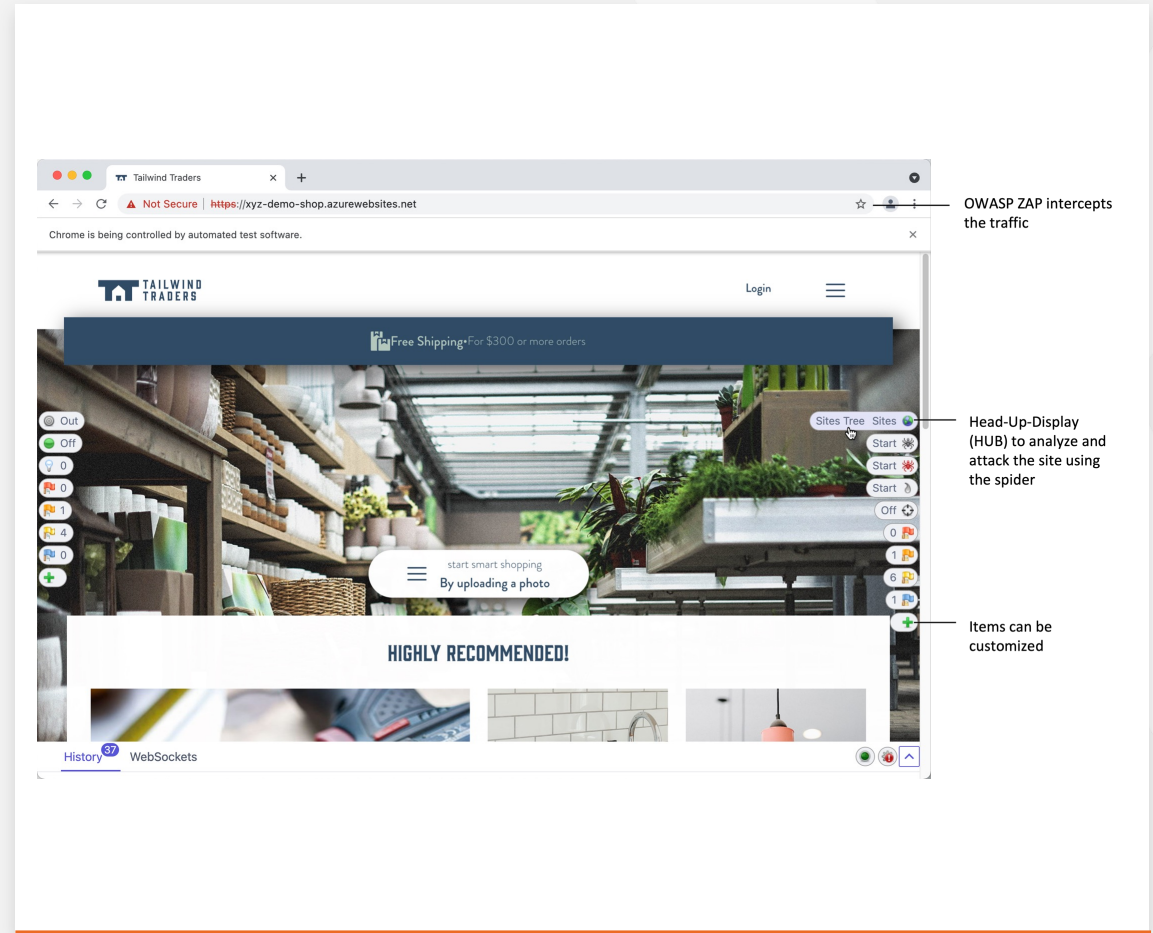 Tailwind Traders
Not Secure | https://xyz-demo-shop.azurewebsites.net
Chrome is being controlled by automated test software.
OWASP ZAP intercepts
the traffic
TAILWIND
TRADERS
Login
Free Shipping•For $300 or more orders
Out
Off
0
0
1
4
0
Sites Tree Sites
Start
Start
Start
Off
0
1
6
1
Head-Up-Display
(HUB) to analyze and
attack the site using
the spider
Items can be
customized
start smart shopping
By uploading a photo
HIGHLY RECOMMENDED!
History 37 WebSockets